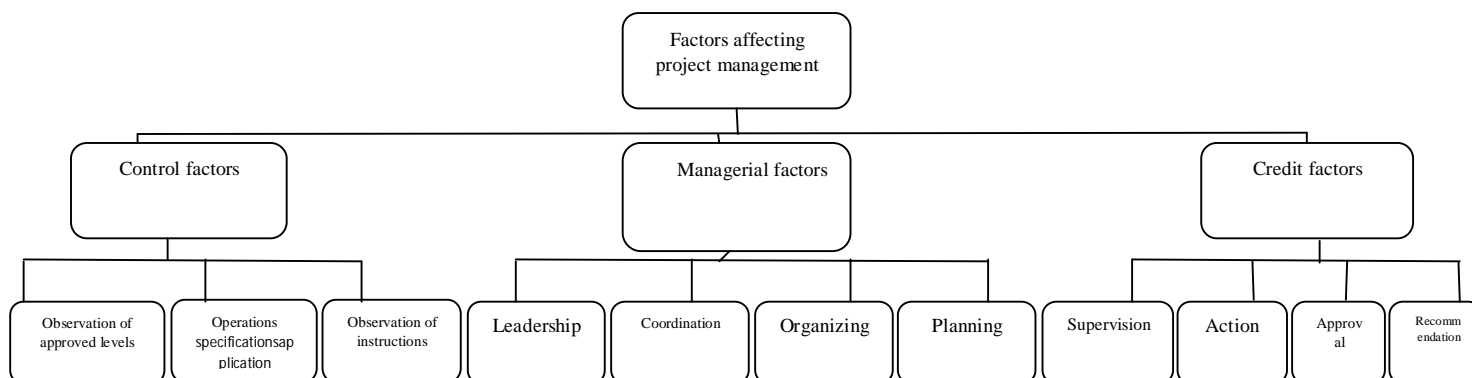 Factors affecting
project management
Control factors
Managerial factors
Credit factors
Observation of
approved levels
Operations
specificationsap
plication
Observation of
instructions
Leadership
Coordination
Organizing
Planning
Supervision
Action
Approv
al
Recomm
endation